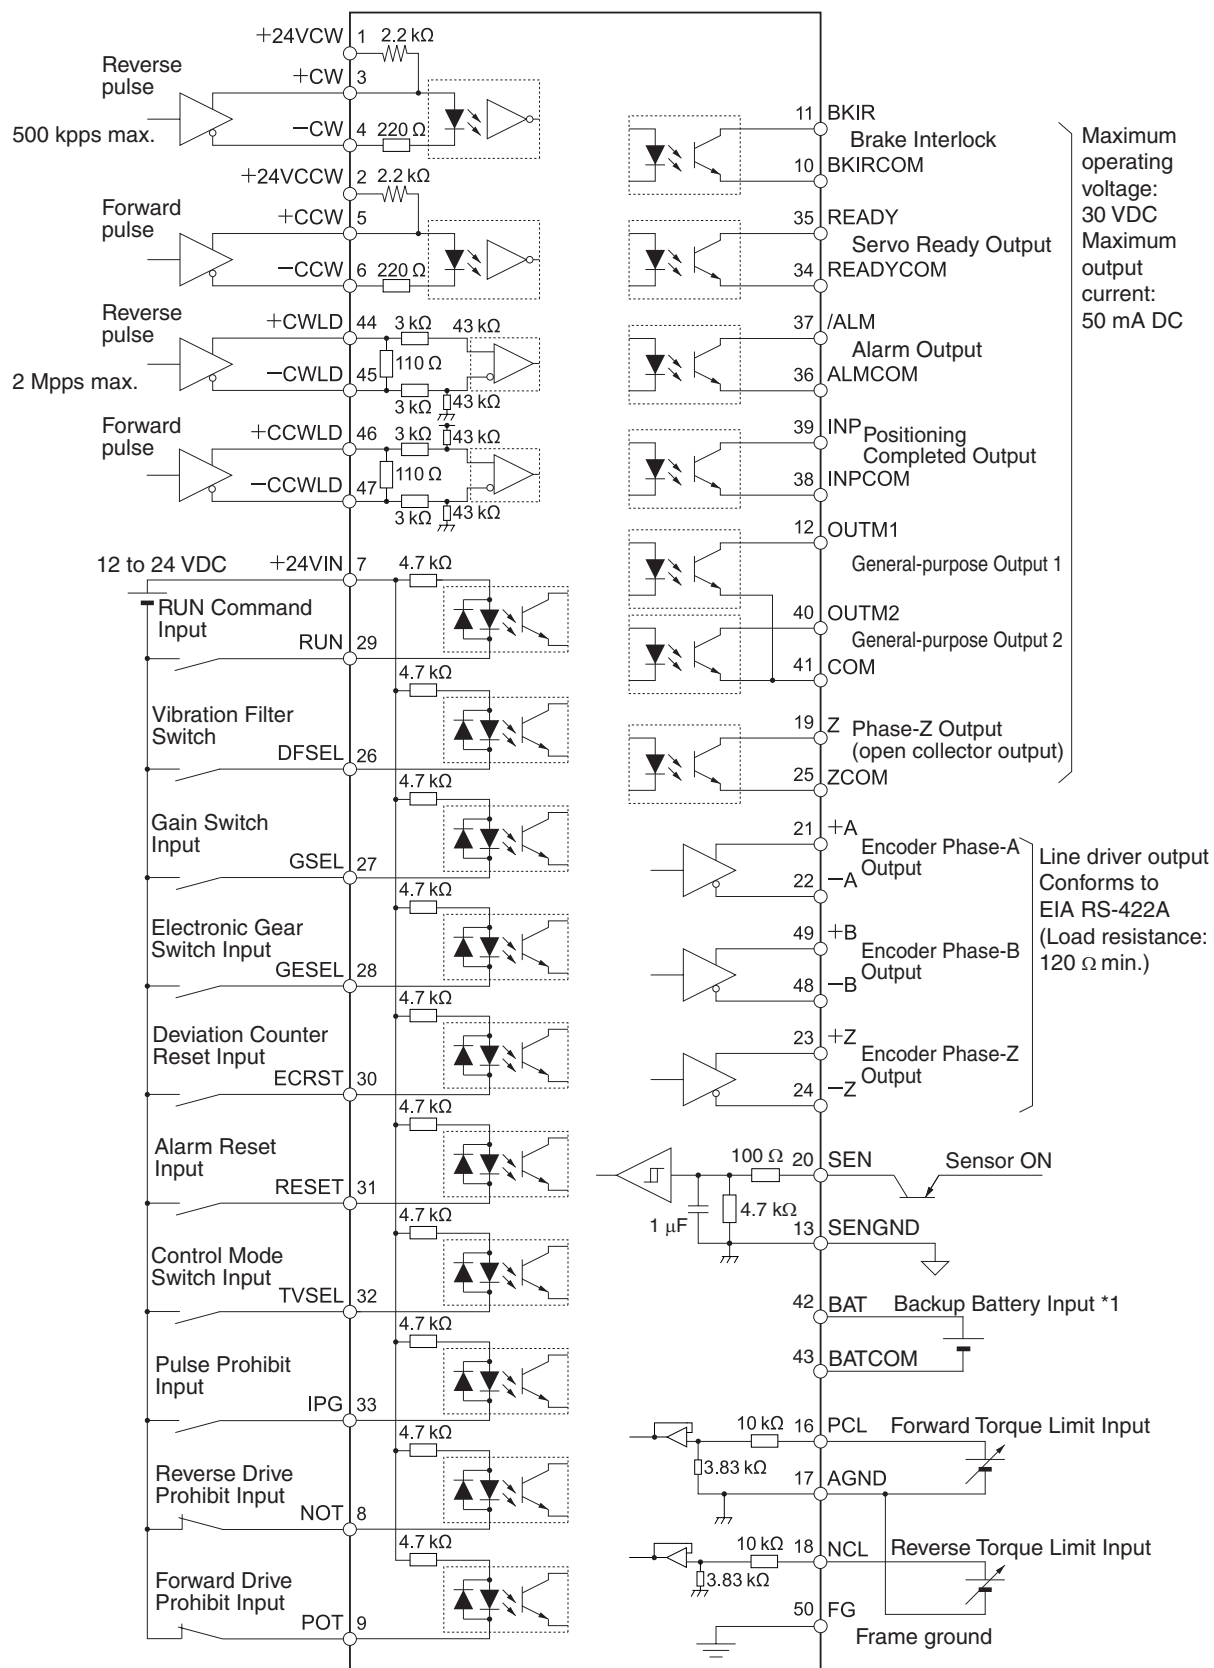 +24VCW 1 2.2 kΩ
Reverse
pulse
+CW 3
500 kpps max.
−CW 4 220 Ω
+24VCCW 2 2.2 kΩ
Forward
pulse
+CCW 5
−CCW 6 220 Ω
Reverse
pulse
+CWLD 44 3 kΩ 43 kΩ
110 Ω
2 Mpps max.
−CWLD 45
3 kΩ 43 kΩ
Forward
pulse
+CCWLD 46 3 kΩ 43 kΩ
110 Ω
−CCWLD 47
3 kΩ 43 kΩ
12 to 24 VDC
+24VIN 7 4.7 kΩ
RUN Command
Input
RUN 29
4.7 kΩ
Vibration Filter
Switch
DFSEL 26
4.7 kΩ
Gain Switch
Input
GSEL 27
4.7 kΩ
Electronic Gear
Switch Input
GESEL 28
4.7 kΩ
Deviation Counter
Reset Input
ECRST 30
4.7 kΩ
Alarm Reset
Input
RESET 31
4.7 kΩ
Control Mode
Switch Input
TVSEL 32
4.7 kΩ
Pulse Prohibit
Input
IPG 33
4.7 kΩ
Reverse Drive
Prohibit Input
NOT 8
4.7 kΩ
Forward Drive
Prohibit Input
POT 9
11 BKIR
Brake Interlock
10 BKIRCOM
35 READY
Servo Ready Output
34 READYCOM
37 /ALM
Alarm Output
36 ALMCOM
39 INP
Positioning
Completed Output
38 INPCOM
12 OUTM1
General-purpose Output 1
40 OUTM2
General-purpose Output 2
41 COM
19 Z
Phase-Z Output
(open collector output)
25 ZCOM
Maximum
operating
voltage:
30 VDC
Maximum
output
current:
50 mA DC
21 +A
Encoder Phase-A
Output
22 −A
49 +B
Encoder Phase-B
Output
48 −B
23 +Z
Encoder Phase-Z
Output
24 −Z
Line driver output
Conforms to
EIA RS-422A
(Load resistance:
120 Ω min.)
100 Ω 20 SEN Sensor ON
1 μF 4.7 kΩ
13 SENGND
42 BAT Backup Battery Input *1
43 BATCOM
10 kΩ 16 PCL Forward Torque Limit Input
3.83 kΩ
17 AGND
10 kΩ 18 NCL Reverse Torque Limit Input
3.83 kΩ
50 FG
Frame ground